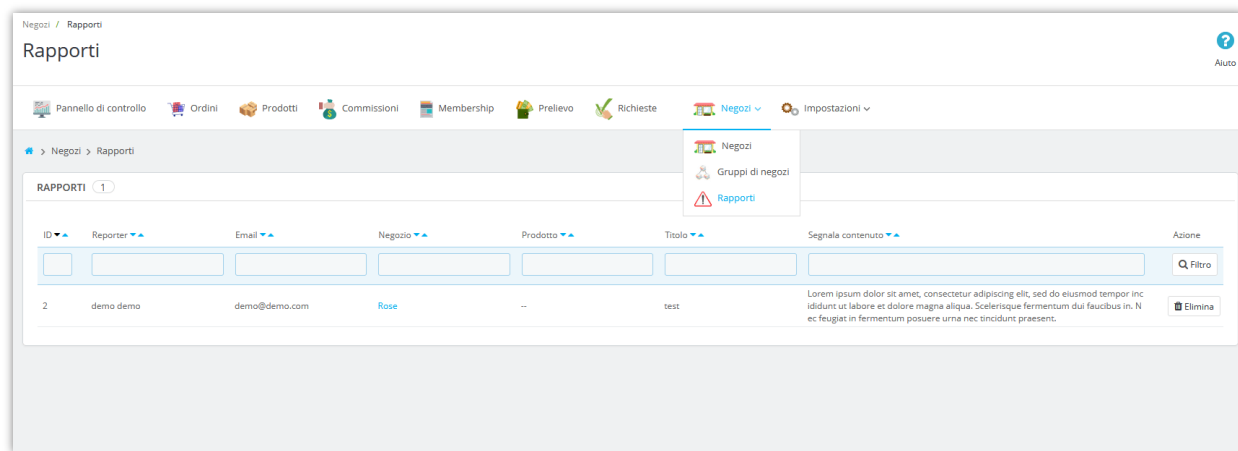 Negozi / Rapporti
Rapporti
Aiuto
Pannello di controllo Ordini Prodotti Commissioni Membership Prelievo Richieste Negozi Impostazioni
Negozi
Gruppi di negozi
Rapporti
> Negozi > Rapporti
RAPPORTI 1
ID Reporter Email Negozio Prodotto Titolo Segnala contenuto Azione
Filtro
2 demo demo demo@demo.com Rose -- test
Lorem ipsum dolor sit amet, consectetur adipiscing elit, sed do eiusmod tempor inc
ididunt ut labore et dolore magna aliqua. Scelerisque fermentum dui faucibus in. N
ec feugiat in fermentum posuere urna nec tincidunt praesent.
Elimina